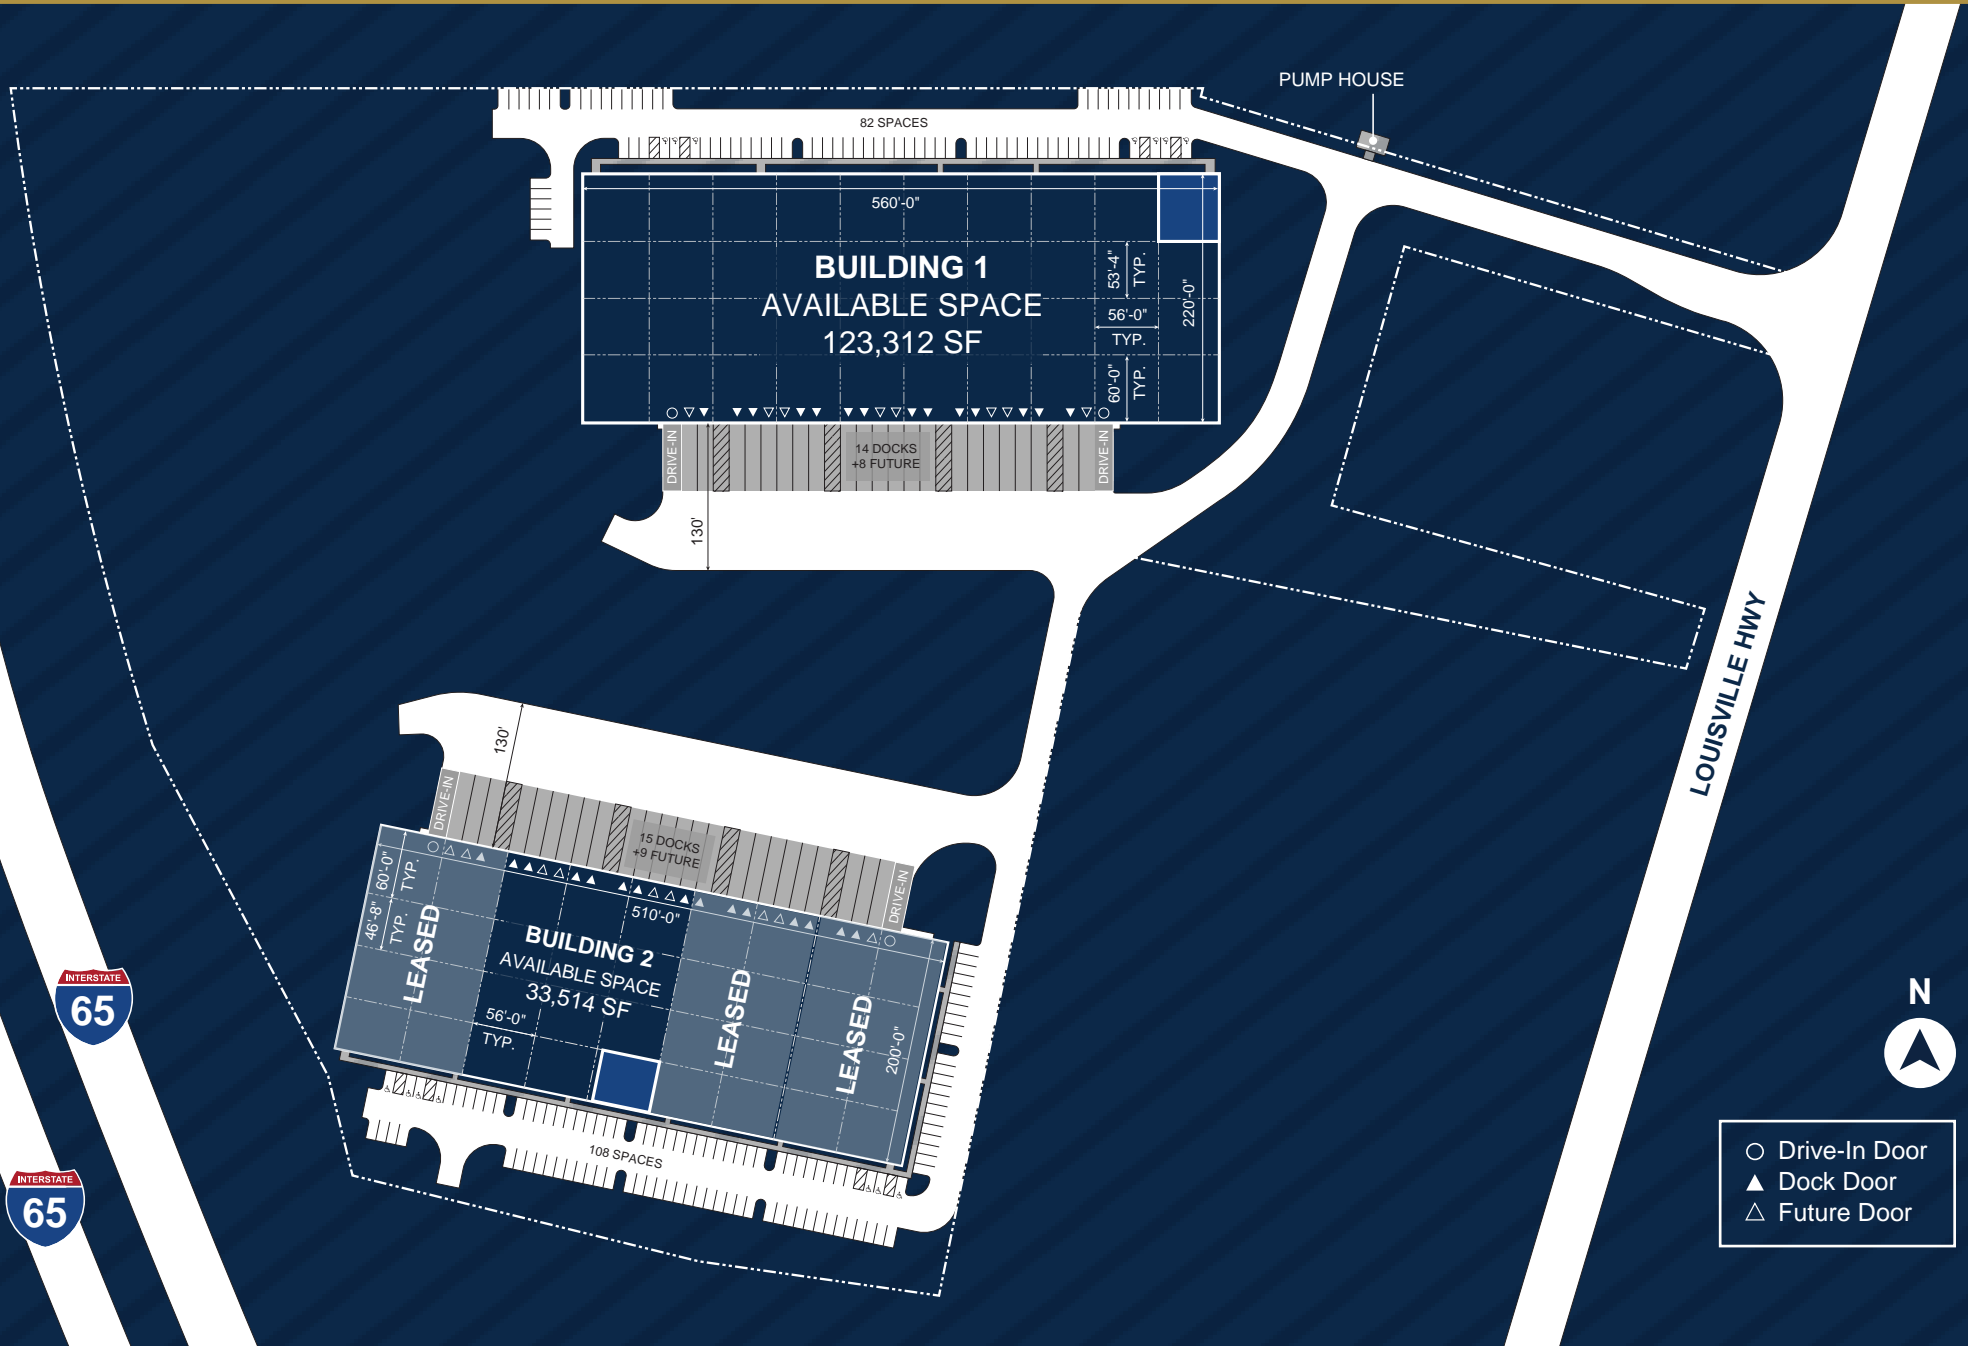 PUMP HOUSE
82 SPACES
560'-0"
BUILDING 1
AVAILABLE SPACE
123,312 SF
53'-4"
TYP.
56'-0"
TYP.
60'-0"
TYP.
220'-0"
DRIVE-IN
14 DOCKS
+8 FUTURE
DRIVE-IN
130'
LOUISVILLE HWY
130'
DRIVE-IN
15 DOCKS
+9 FUTURE
DRIVE-IN
60'-0"
TYP.
46'-8"
TYP.
510'-0"
LEASED
BUILDING 2
AVAILABLE SPACE
33,514 SF
56'-0"
TYP.
LEASED
LEASED
200'-0"
108 SPACES
INTERSTATE
65
INTERSTATE
65
N
Drive-In Door
Dock Door
Future Door